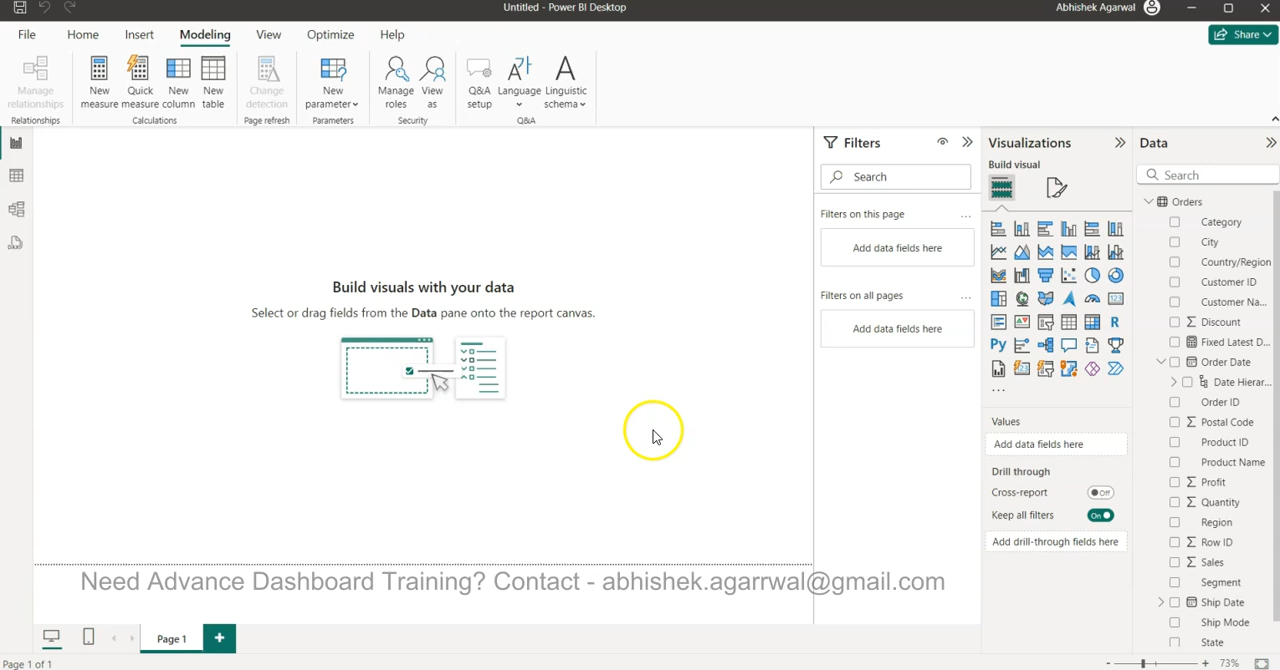 Untitled - Power BI Desktop
Abhishek Agarwal
File Home Insert Modeling View Optimize Help
Share
Manage relationships
New measure
Quick measure
New column
New table
Change detection
New parameter
Manage roles
View as
Q&A setup
Language
Linguistic schema
Relationships
Calculations
Page refresh
Parameters
Security
Q&A
Build visuals with your data
Select or drag fields from the Data pane onto the report canvas.
Filters
Search
Filters on this page
...
Add data fields here
Filters on all pages
...
Add data fields here
Visualizations
Build visual
R
Py
123
...
Values
Add data fields here
Drill through
Cross-report
Off
Keep all filters
On
Add drill-through fields here
Data
Search
Orders
Category
City
Country/Region
Customer ID
Customer Na...
Σ Discount
Fixed Latest D...
Order Date
Date Hierar...
Order ID
Σ Postal Code
Product ID
Product Name
Σ Profit
Σ Quantity
Region
Σ Row ID
Σ Sales
Segment
Ship Date
Ship Mode
State
Need Advance Dashboard Training? Contact - abhishek.agarrwal@gmail.com
Page 1
+
Page 1 of 1
- + 73%